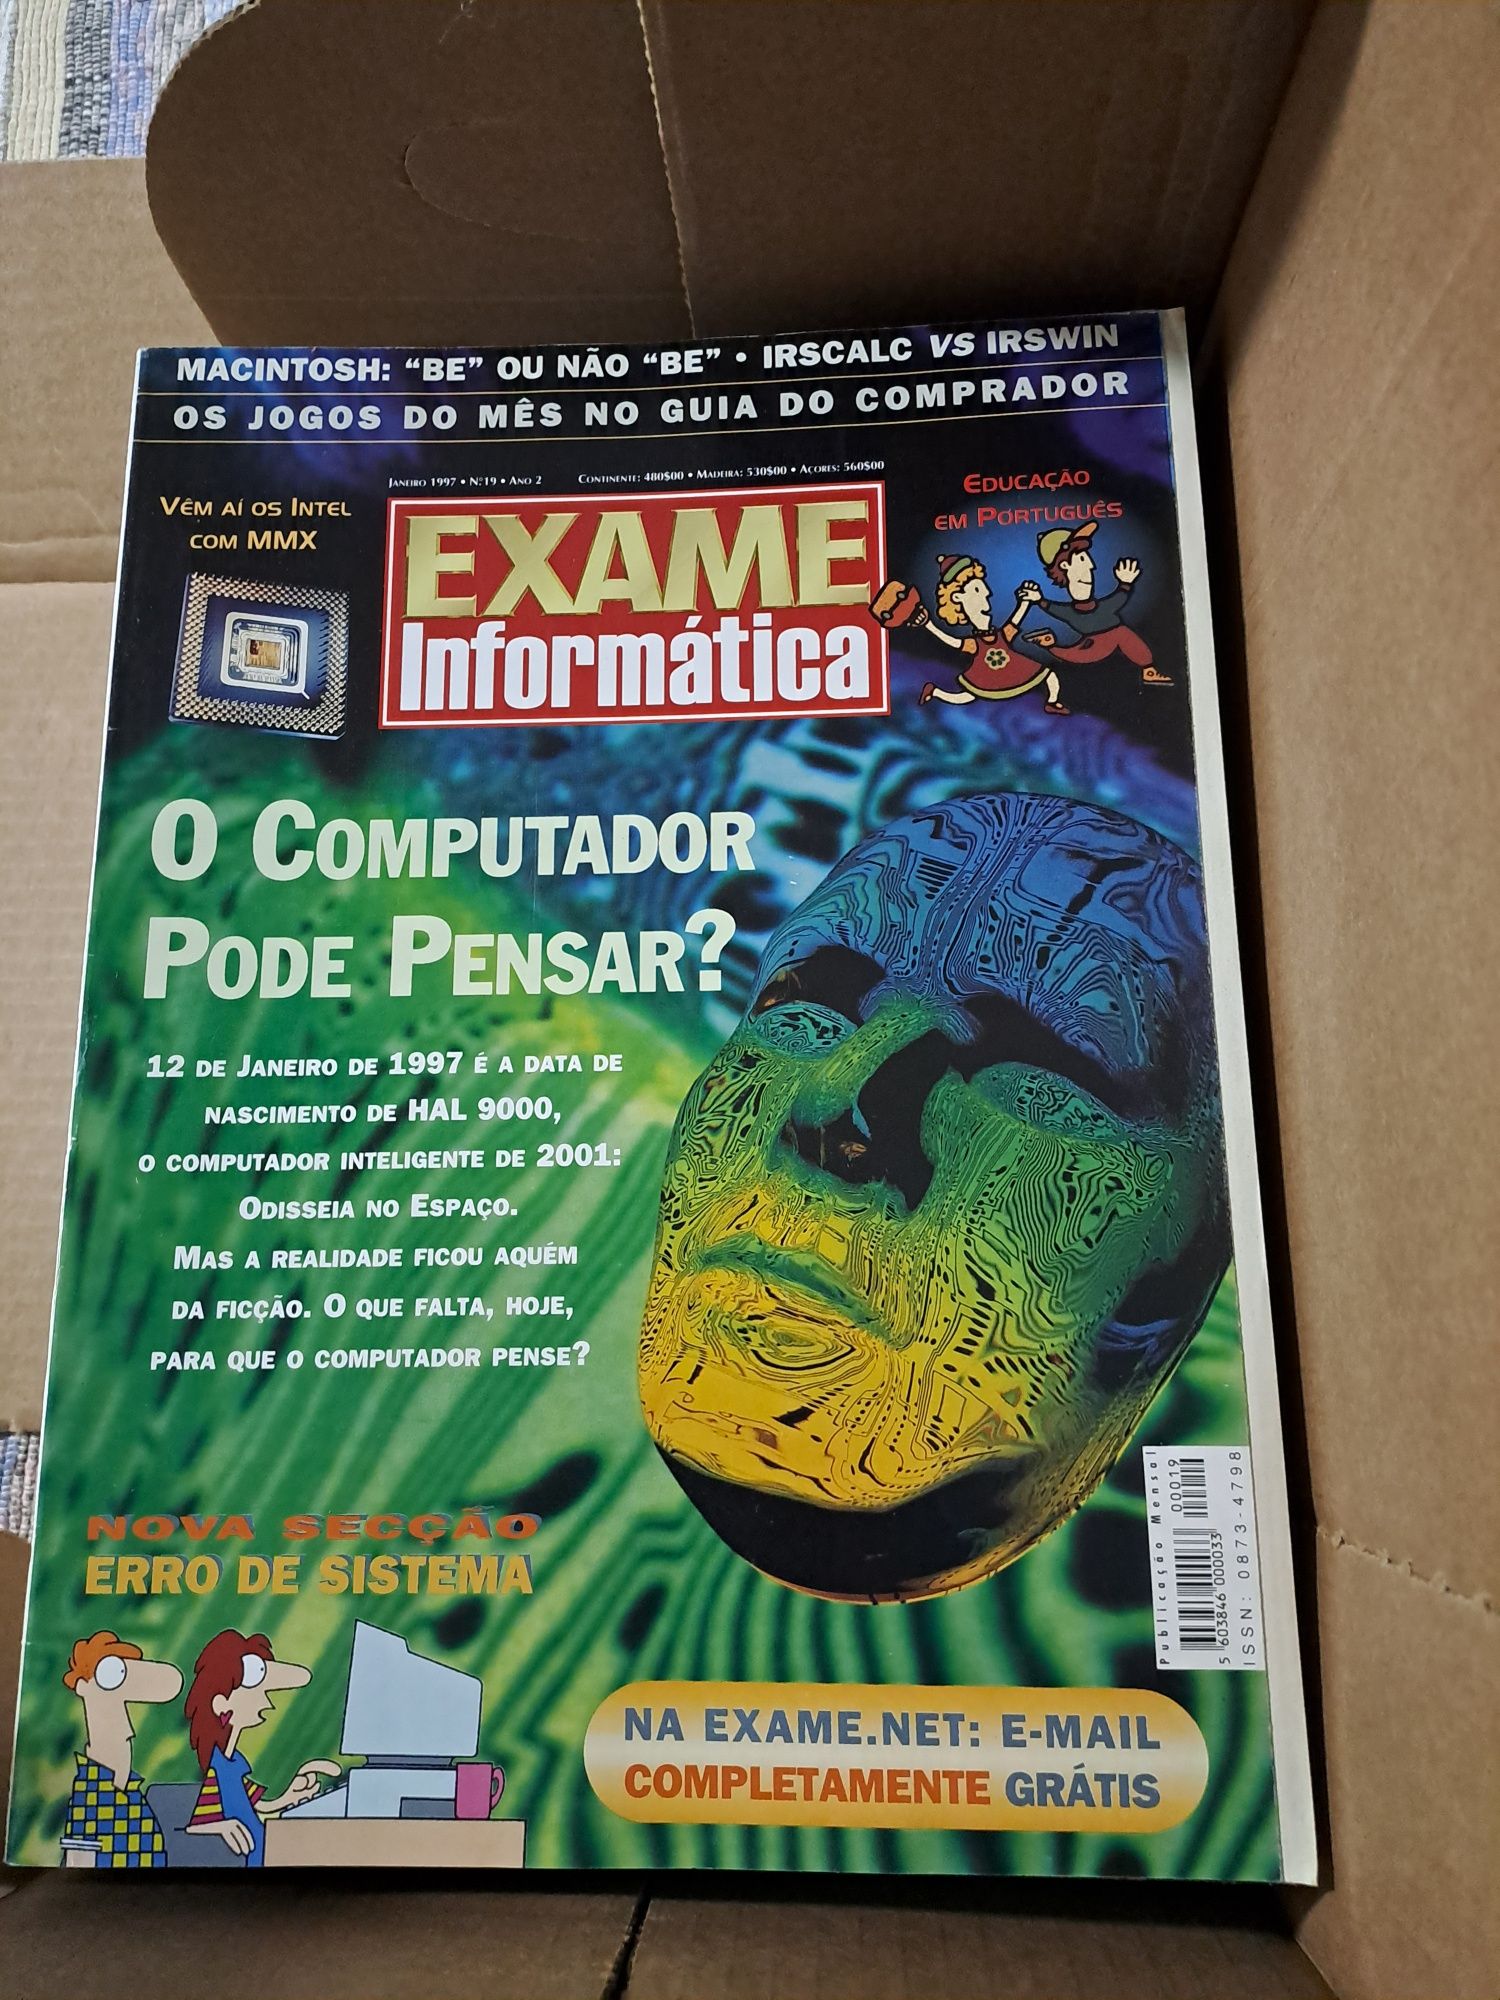 MACINTOSH: “BE” OU NÃO “BE” • IRSCALC VS IRSWIN
OS JOGOS DO MÊS NO GUIA DO COMPRADOR
JANEIRO 1997 • Nº19 • ANO 2 CONTINENTE: 480$00 • MADEIRA: 530$00 • AÇORES: 560$00
VÊM AÍ OS INTEL
COM MMX
EXAME
Informática
EDUCAÇÃO
EM PORTUGUÊS
O COMPUTADOR
PODE PENSAR?
12 DE JANEIRO DE 1997 É A DATA DE
NASCIMENTO DE HAL 9000,
O COMPUTADOR INTELIGENTE DE 2001:
ODISSEIA NO ESPAÇO.
MAS A REALIDADE FICOU AQUÉM
DA FICÇÃO. O QUE FALTA, HOJE,
PARA QUE O COMPUTADOR PENSE?
NOVA SECÇÃO
ERRO DE SISTEMA
NA EXAME.NET: E-MAIL
COMPLETAMENTE GRÁTIS
Publicação Mensal
00019
5 603846 000033
ISSN: 0873-4798